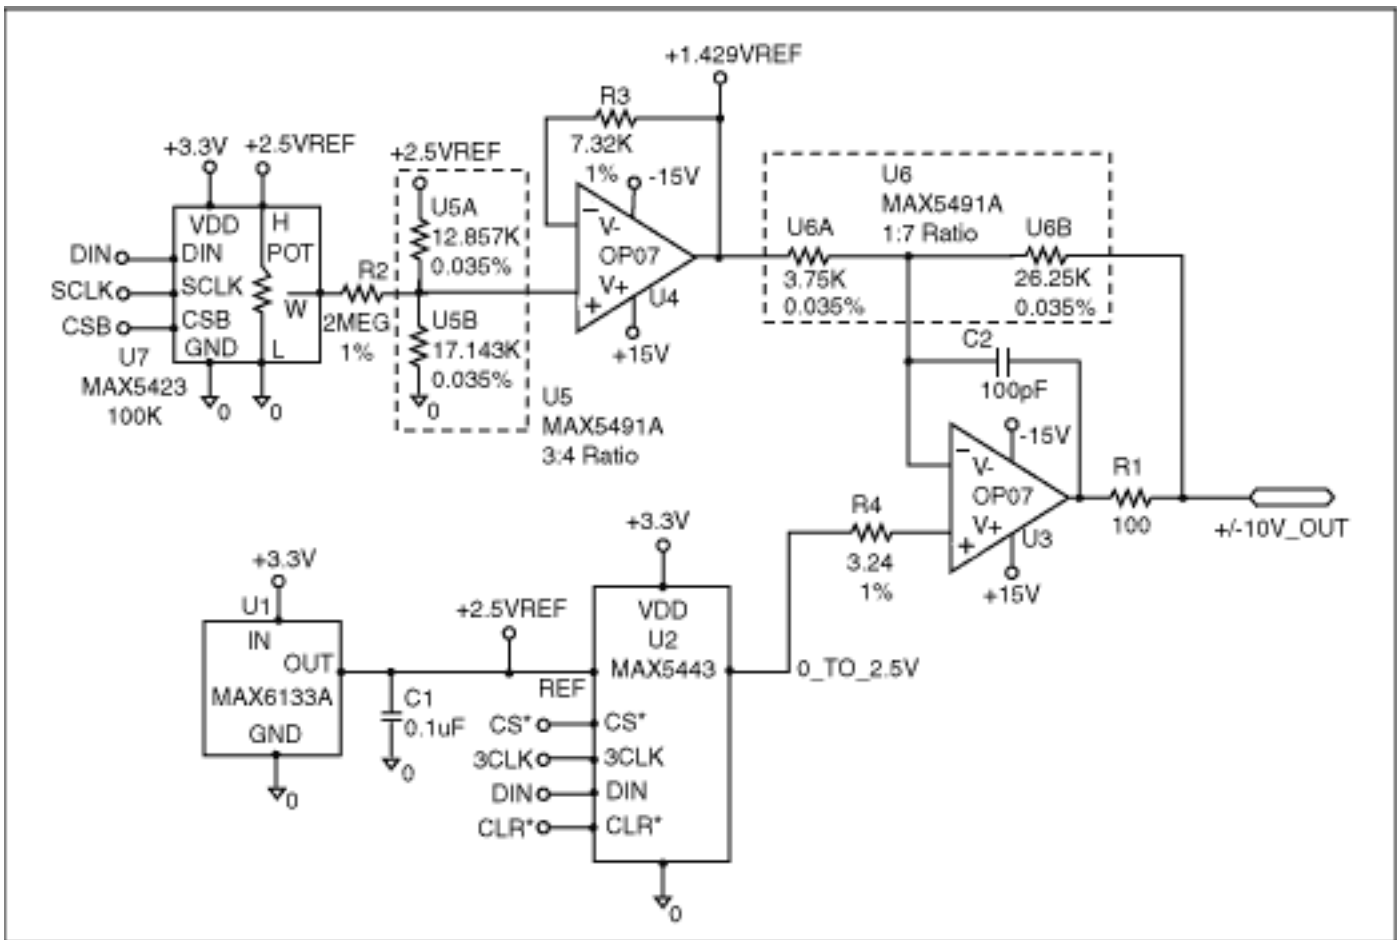 +1.429VREF
R3
7.32K
1%
-15V
+3.3V
+2.5VREF
+2.5VREF
VDD
H
DIN
DIN
POT
SCLK
SCLK
W
CSB
CSB
GND
L
U7
MAX5423
100K
0
0
R2
2MEG
1%
U5A
12.857K
0.035%
U5B
17.143K
0.035%
0
U5
MAX5491A
3:4 Ratio
−
V-
OP07
V+
+
U4
+15V
U6
MAX5491A
1:7 Ratio
U6A
3.75K
0.035%
U6B
26.25K
0.035%
C2
100pF
-15V
−
V-
OP07
V+
+
U3
+15V
R1
100
+/-10V_OUT
R4
3.24
1%
+3.3V
U1
IN
OUT
MAX6133A
GND
0
C1
0.1uF
0
+2.5VREF
+3.3V
VDD
U2
MAX5443
REF
0_TO_2.5V
CS*
CS*
3CLK
3CLK
DIN
DIN
CLR*
CLR*
0